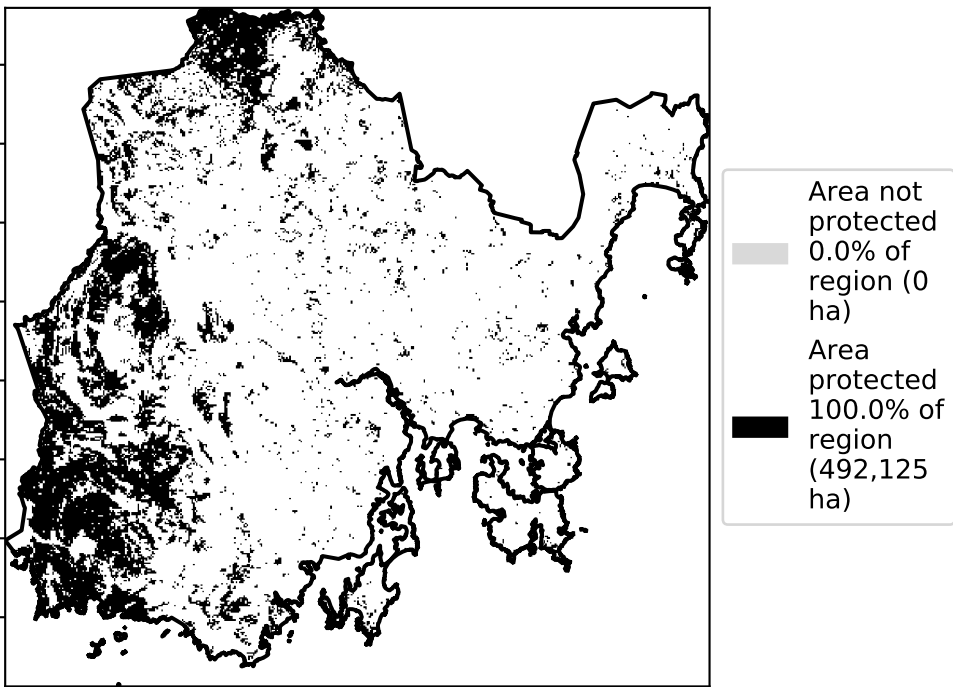 Area not
protected
0.0% of
region (0
ha)
Area
protected
100.0% of
region
(492,125
ha)